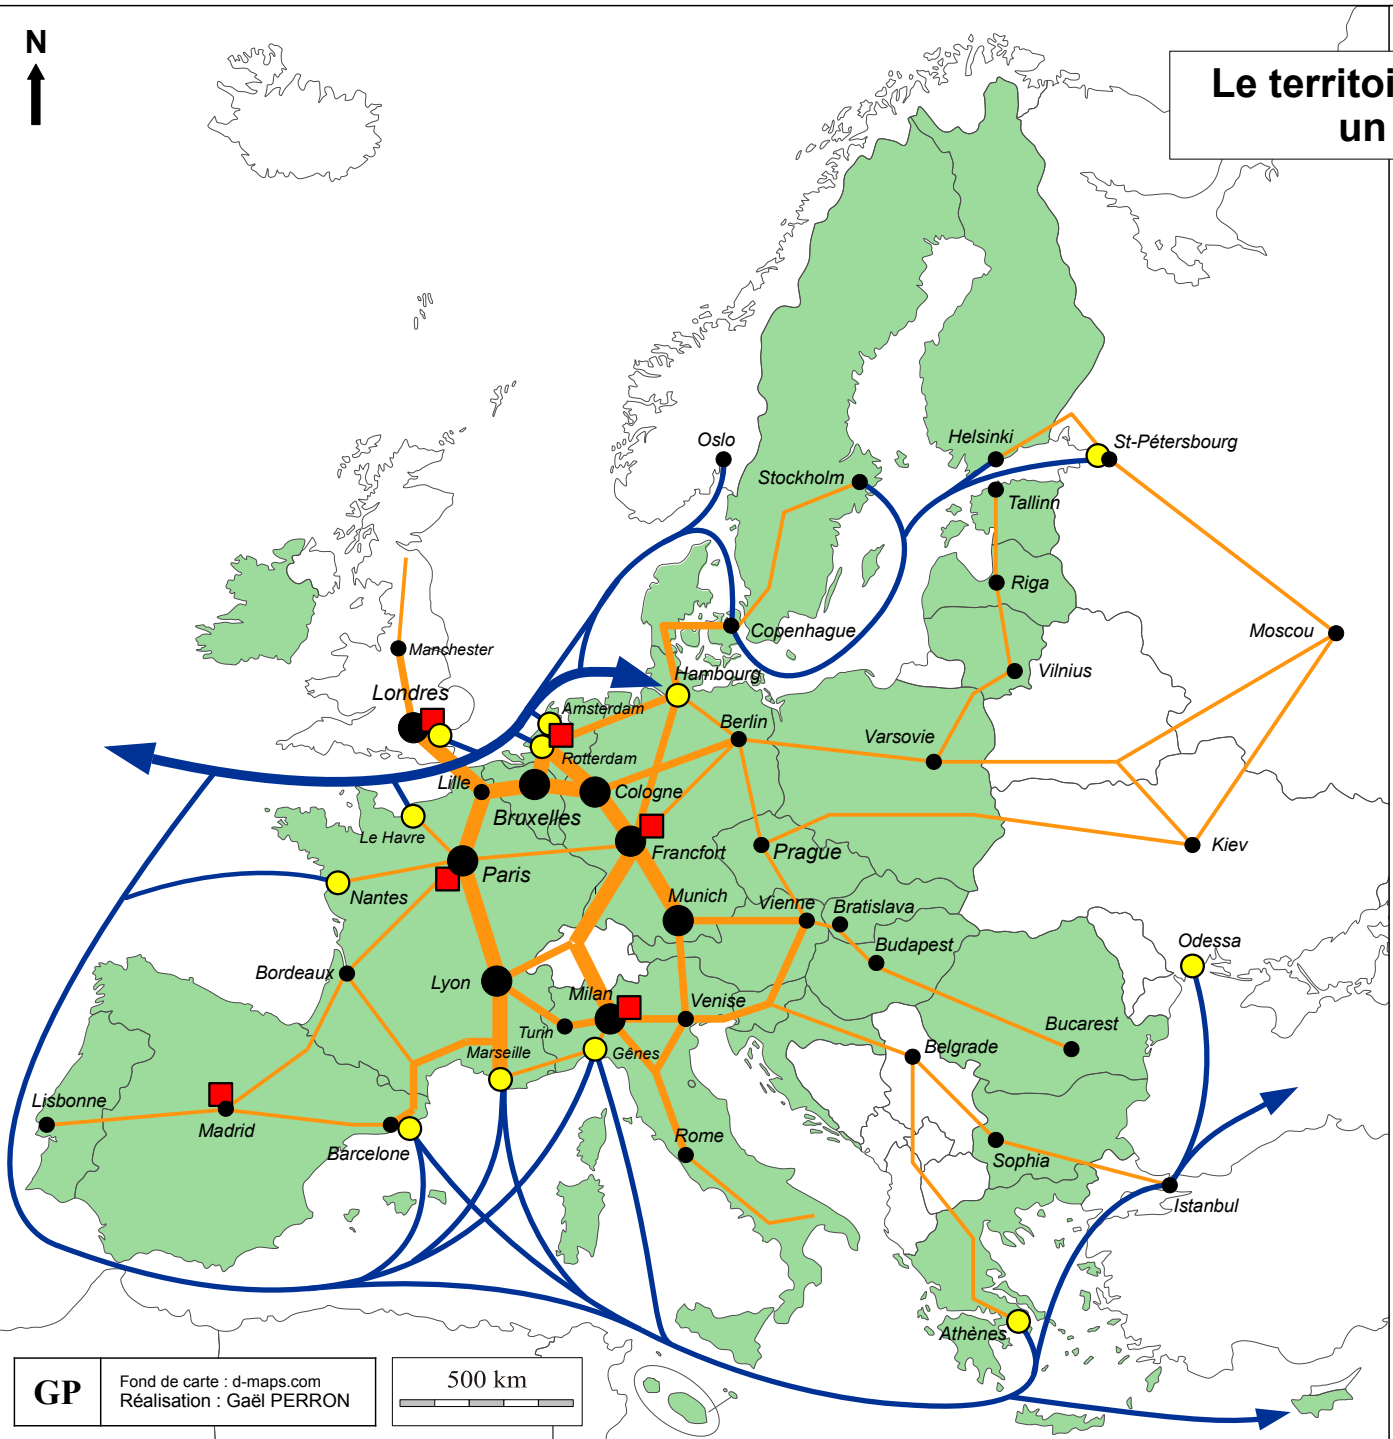 N
Le territoi
un
Oslo
Helsinki
St-Pétersbourg
Stockholm
Tallinn
Riga
Moscou
Copenhague
Manchester
Vilnius
Hambourg
Londres
Amsterdam
Berlin
Varsovie
Rotterdam
Lille
Cologne
Bruxelles
Le Havre
Kiev
Francfort
Prague
Paris
Nantes
Munich
Vienne
Bratislava
Odessa
Budapest
Bordeaux
Lyon
Milan
Venise
Turin
Bucarest
Marseille
Gênes
Belgrade
Lisbonne
Madrid
Rome
Barcelone
Sophia
Istanbul
Athènes
GP
Fond de carte : d-maps.com
Réalisation : Gaël PERRON
500 km